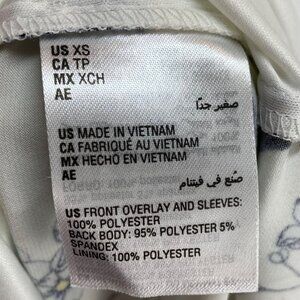 US XS
CA TP
MX XCH
AE
صغير جدًا
US MADE IN VIETNAM
CA FABRIQUÉ AU VIETNAM
MX HECHO EN VIETNAM
AE
صُنع في فيتنام
US FRONT OVERLAY AND SLEEVES:
100% POLYESTER
BACK BODY: 95% POLYESTER 5%
SPANDEX
LINING: 100% POLYESTER